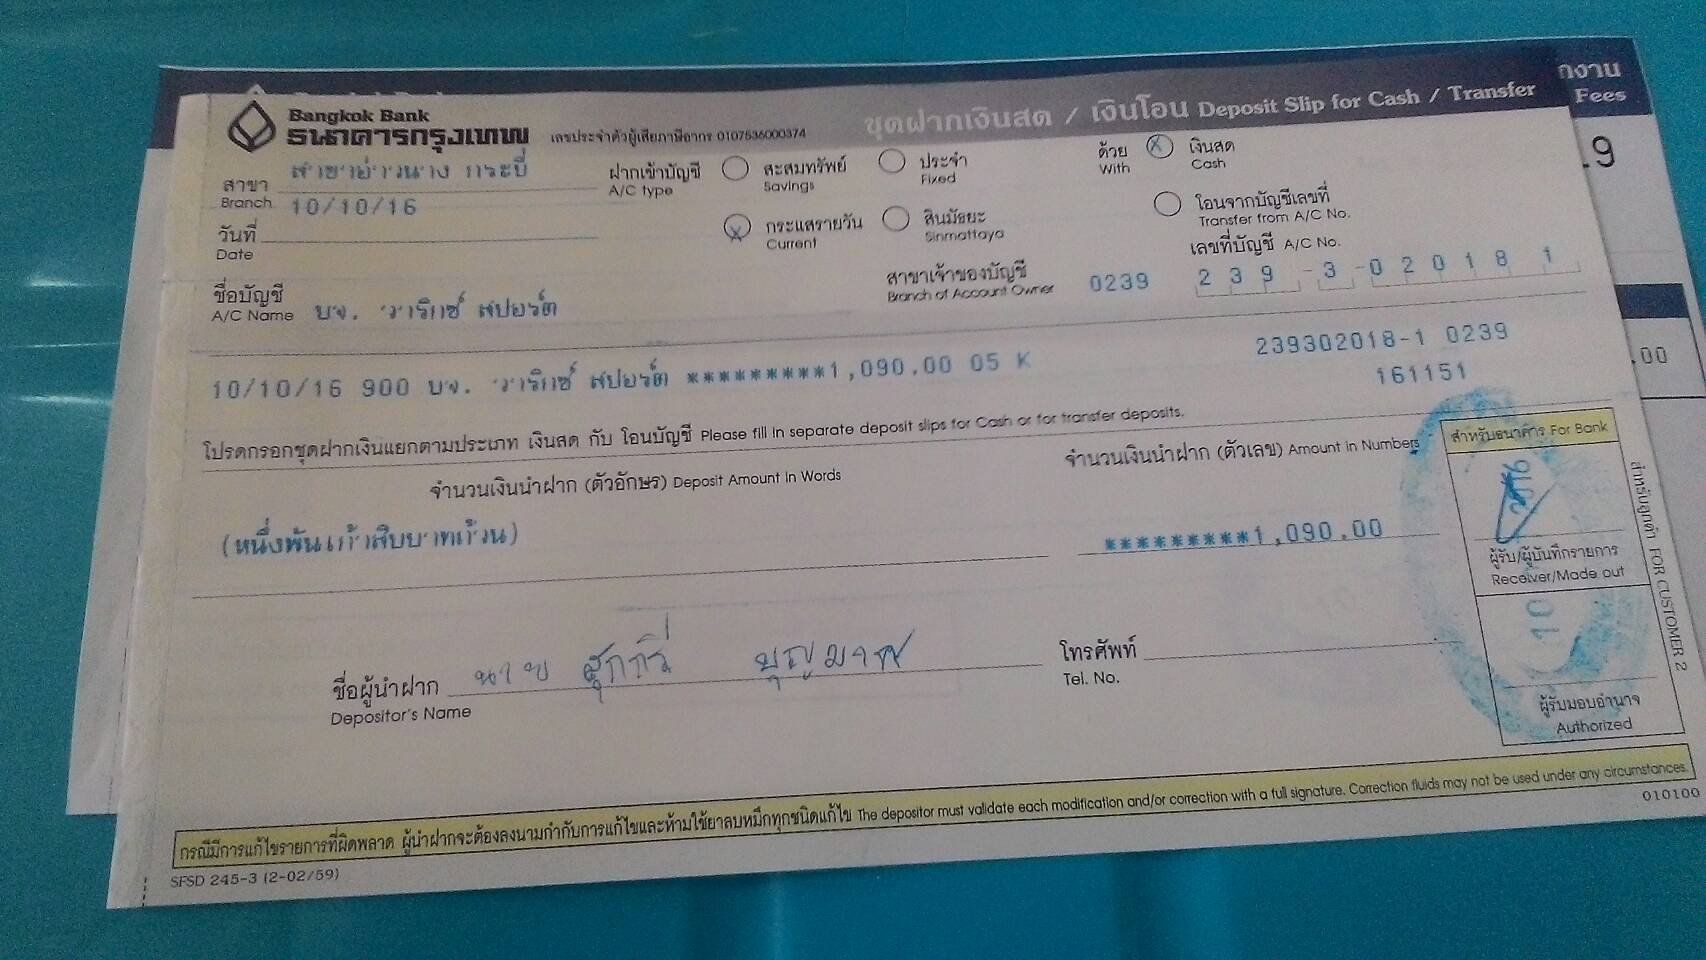 Bangkok Bank
ธนาคารกรุงเทพ
เลขประจำตัวผู้เสียภาษีอากร 0107536000374
ชุดฝากเงินสด / เงินโอน Deposit Slip for Cash / Transfer
กงาน
Fees
.9
.00
สาขา สาขาอ่าวนาง กระบี่
Branch
วันที่ 10/10/16
Date
ฝากเข้าบัญชี
A/C type
สะสมทรัพย์
Savings
ประจำ
Fixed
กระแสรายวัน
Current
สินมัธยะ
Sinmattaya
ด้วย
With
เงินสด
Cash
โอนจากบัญชีเลขที่
Transfer from A/C No.
ชื่อบัญชี
A/C Name บจ. วาริกซ์ สปอร์ต
สาขาเจ้าของบัญชี
Branch of Account Owner 0239
เลขที่บัญชี A/C No.
239-3-02018 1
10/10/16 900 บจ. วาริกซ์ สปอร์ต *********1,090.00 05 K
239302018-1 0239
161151
โปรดกรอกชุดฝากเงินแยกตามประเภท เงินสด กับ โอนบัญชี Please fill in separate deposit slips for Cash or for transfer deposits.
จำนวนเงินนำฝาก (ตัวอักษร) Deposit Amount in Words
จำนวนเงินนำฝาก (ตัวเลข) Amount in Numbers
(หนึ่งพันเก้าสิบบาทถ้วน)
*********1,090.00
สำหรับธนาคาร For Bank
2016
ผู้รับ/ผู้บันทึกรายการ
Receiver/Made out
10
ผู้รับมอบอำนาจ
Authorized
สำหรับลูกค้า FOR CUSTOMER 2
ชื่อผู้นำฝาก นาย สุกกรี บุญมาศ
Depositor's Name
โทรศัพท์
Tel. No.
กรณีมีการแก้ไขรายการที่ผิดพลาด ผู้นำฝากจะต้องลงนามกำกับการแก้ไขและห้ามใช้ยาลบหมึกทุกชนิดแก้ไข The depositor must validate each modification and/or correction with a full signature. Correction fluids may not be used under any circumstances.
SFSD 245-3 (2-02/59)
010100